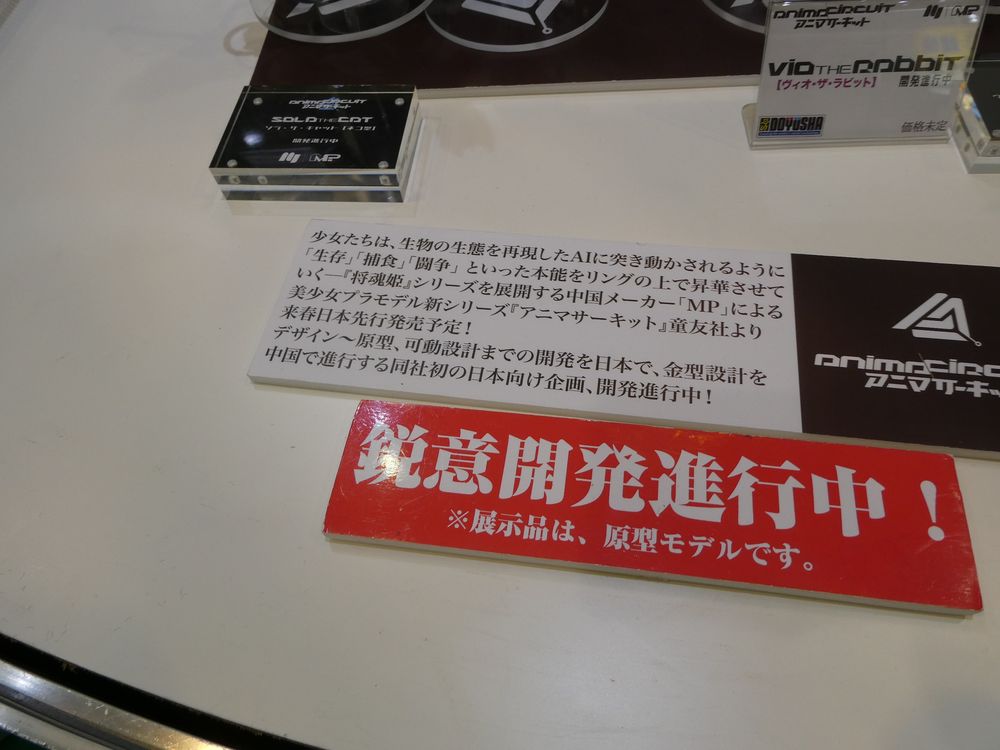 AnimaCircuit
アニマサーキット
SOLA THE CAT
ソラ・ザ・キャット【ネコ型】
開発進行中
MP
AnimaCircuit
アニマサーキット
MP
VIO THE RABBIT
【ヴィオ・ザ・ラビット】
開発進行中
DOYUSHA
価格未定
少女たちは、生物の生態を再現したAIに突き動かされるように
「生存」「捕食」「闘争」といった本能をリングの上で昇華させて
いく―『将魂姫』シリーズを展開する中国メーカー「MP」による
美少女プラモデル新シリーズ『アニマサーキット』童友社より
来春日本先行発売予定！
デザイン～原型、可動設計までの開発を日本で、金型設計を
中国で進行する同社初の日本向け企画、開発進行中！
AnimaCirc
アニマサーキッ
鋭意開発進行中！
※展示品は、原型モデルです。